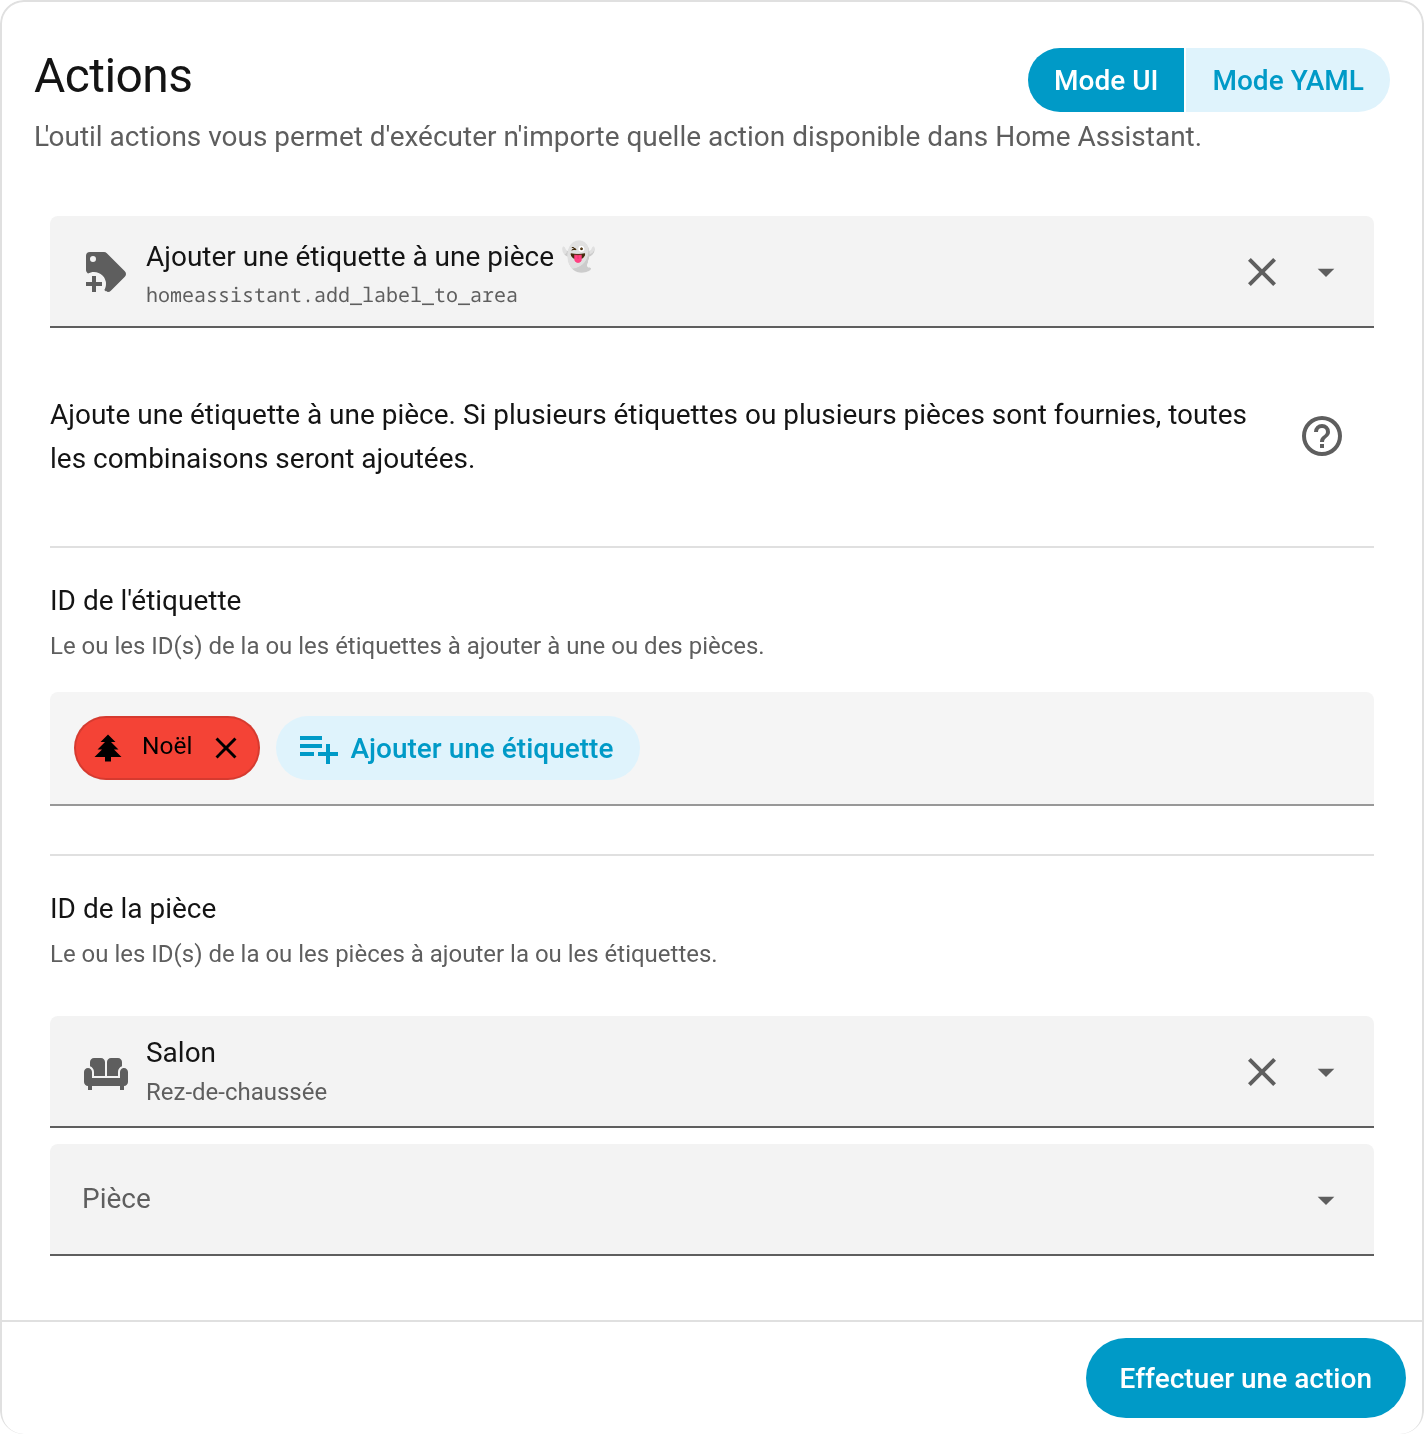 Actions
Mode UI
Mode YAML
L'outil actions vous permet d'exécuter n'importe quelle action disponible dans Home Assistant.
Ajouter une étiquette à une pièce 👻
homeassistant.add_label_to_area
Ajoute une étiquette à une pièce. Si plusieurs étiquettes ou plusieurs pièces sont fournies, toutes
les combinaisons seront ajoutées.
ID de l'étiquette
Le ou les ID(s) de la ou les étiquettes à ajouter à une ou des pièces.
Noël
Ajouter une étiquette
ID de la pièce
Le ou les ID(s) de la ou les pièces à ajouter la ou les étiquettes.
Salon
Rez-de-chaussée
Pièce
Effectuer une action